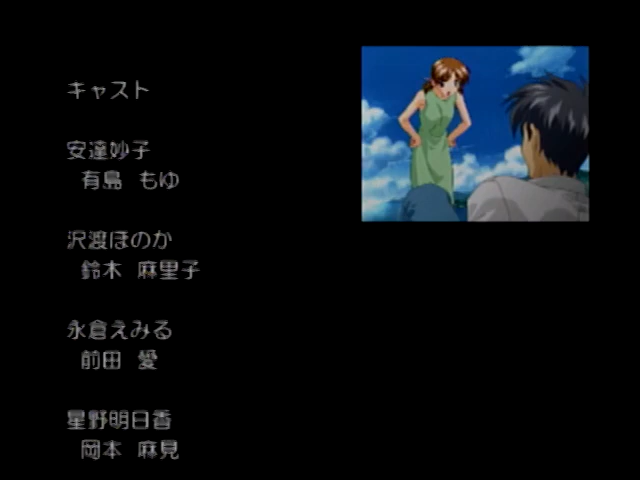 キャスト
安達妙子
有島 もゆ
沢渡ほのか
鈴木 麻里子
永倉えみる
前田 愛
星野明日香
岡本 麻見